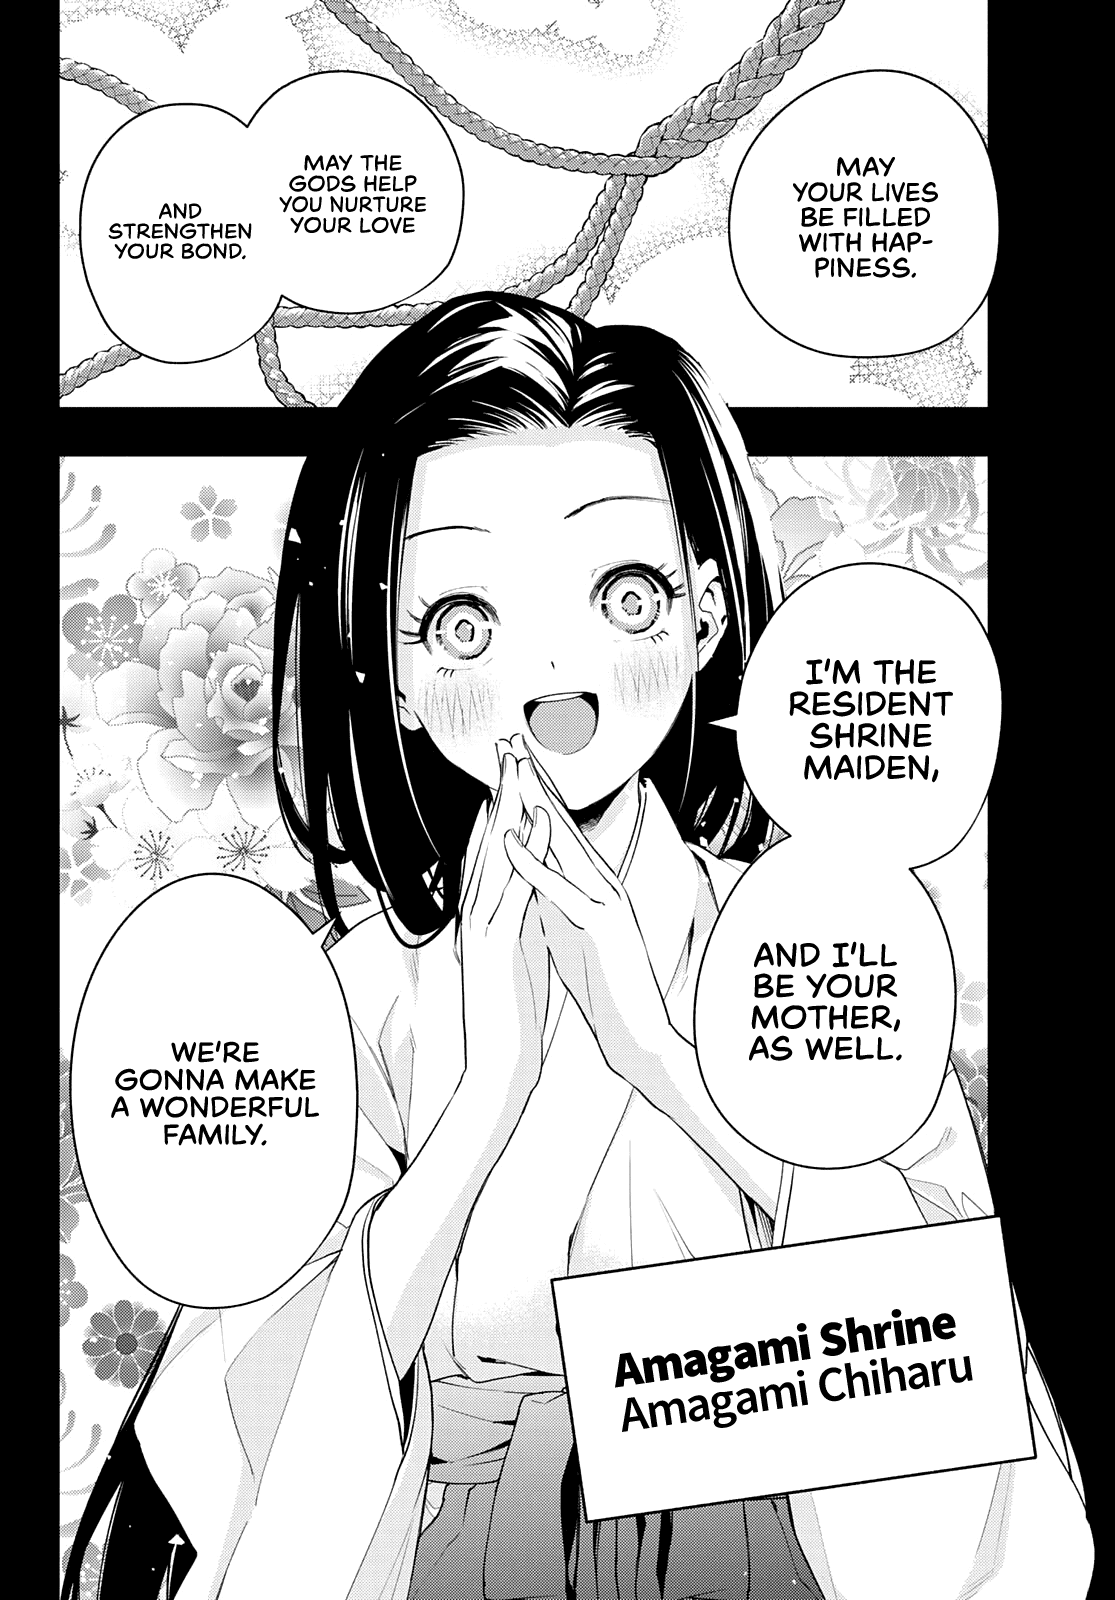 MAY
YOUR LIVES
BE FILLED
WITH HAP-
PINESS.
MAY THE
GODS HELP
YOU NURTURE
YOUR LOVE
AND
STRENGTHEN
YOUR BOND.
I'M THE
RESIDENT
SHRINE
MAIDEN,
AND I'LL
BE YOUR
MOTHER,
AS WELL.
WE'RE
GONNA MAKE
A WONDERFUL
FAMILY.
Amagami Shrine
Amagami Chiharu